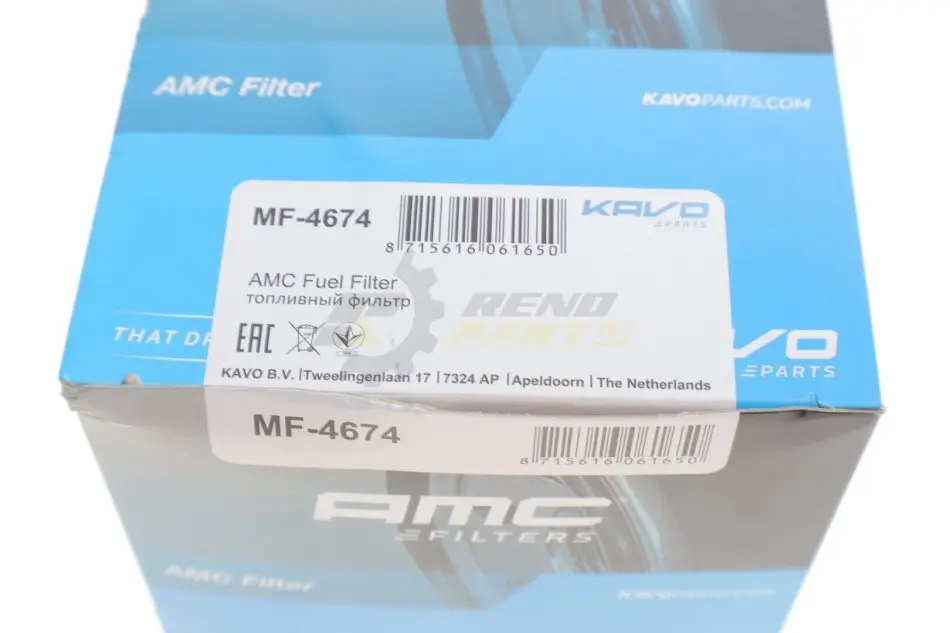 AMC Filter
KAVOPARTS.COM
MF-4674
8 715616 061650
KAVO
PARTS
AMC Fuel Filter
топливный фильтр
RENO
PARTS
THAT DR
EAC
VO
PARTS
KAVO B.V. | Tweelingenlaan 17 | 7324 AP | Apeldoorn | The Netherlands
MF-4674
8 715616 061650
AMC
FILTERS
AMC Filter
KAVOPARTS.COM